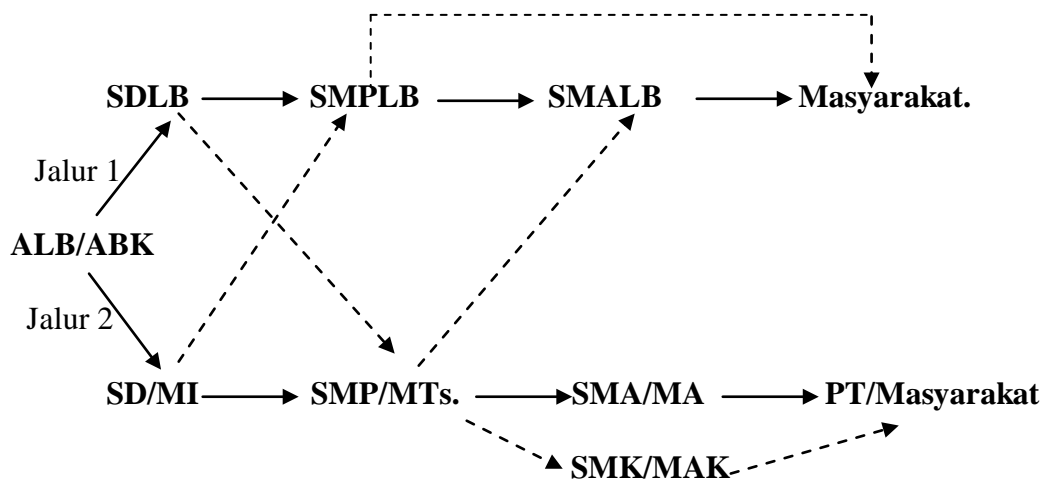 SDLB SMPLB SMALB Masyarakat.
Jalur 1
ALB/ABK
Jalur 2
SD/MI SMP/MTs. SMA/MA PT/Masyarakat
SMK/MAK